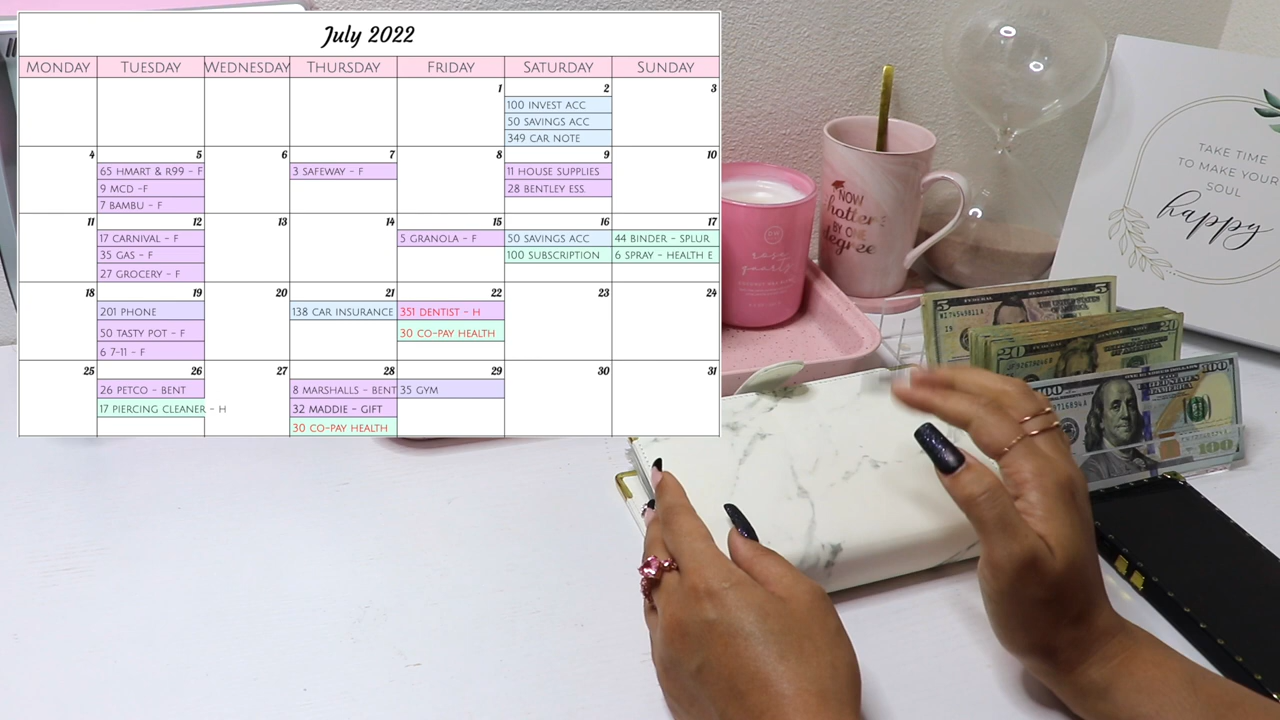 July 2022
MONDAY TUESDAY WEDNESDAY THURSDAY FRIDAY SATURDAY SUNDAY
1 2 3
100 INVEST ACC
50 SAVINGS ACC
349 CAR NOTE
4 5 6 7 8 9 10
65 HMART & R99 - F 3 SAFEWAY - F 11 HOUSE SUPPLIES
9 MCD -F 28 BENTLEY ESS.
7 BAMBU - F
11 12 13 14 15 16 17
17 CARNIVAL - F 5 GRANOLA - F 50 SAVINGS ACC 44 BINDER - SPLUR
35 GAS - F 100 SUBSCRIPTION 6 SPRAY - HEALTH E
27 GROCERY - F
18 19 20 21 22 23 24
201 PHONE 138 CAR INSURANCE 351 DENTIST - H
50 TASTY POT - F 30 CO-PAY HEALTH
6 7-11 - F
25 26 27 28 29 30 31
26 PETCO - BENT 8 MARSHALLS - BENT 35 GYM
17 PIERCING CLEANER - H 32 MADDIE - GIFT
30 CO-PAY HEALTH
NOW
hotter
BY ONE
degree
rosy
quartz
TAKE TIME
TO MAKE YOUR
SOUL
happy
20
100
100